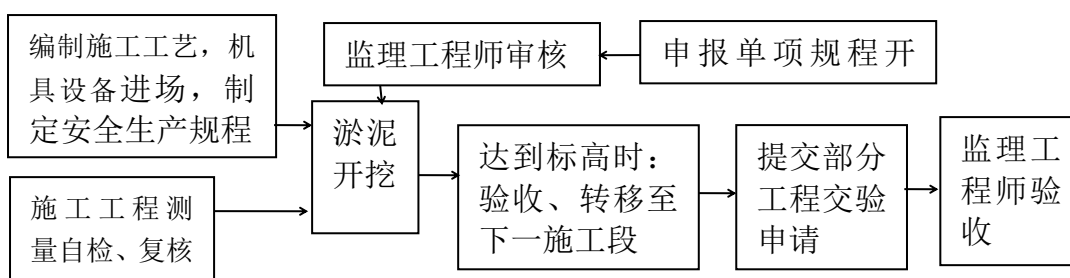 编制施工工艺，机
具设备进场，制
定安全生产规程
监理工程师审核
申报单项规程开
淤泥
开挖
施工工程测
量自检、复核
达到标高时：
验收、转移至
下一施工段
提交部分
工程交验
申请
监理工
程师验
收